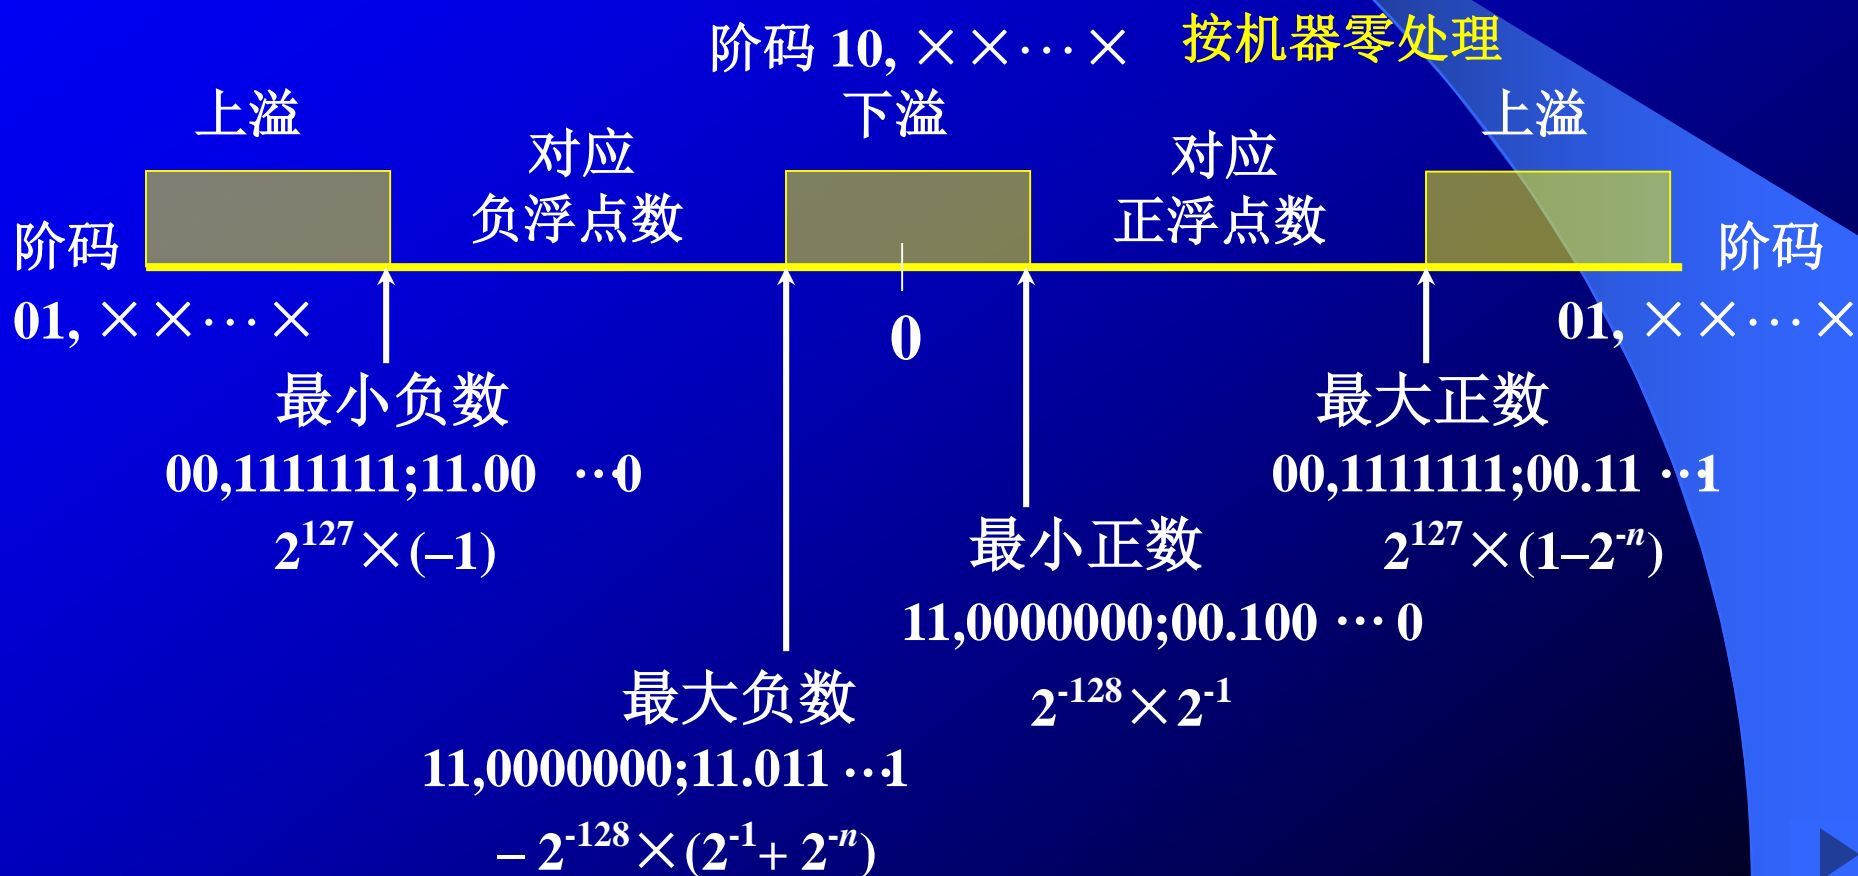 阶码 10, ××…× 按机器零处理
上溢 下溢 上溢
对应 对应
负浮点数 正浮点数
阶码 阶码
01, ××…× 01, ××…×
0
最小负数 最大正数
00,1111111;11.00 …0 00,1111111;00.11 …1
2^127×(–1) 2^127×(1–2^-n)
最小正数
11,0000000;00.100 … 0
2^-128×2^-1
最大负数
11,0000000;11.011 …1
– 2^-128×(2^-1+ 2^-n)